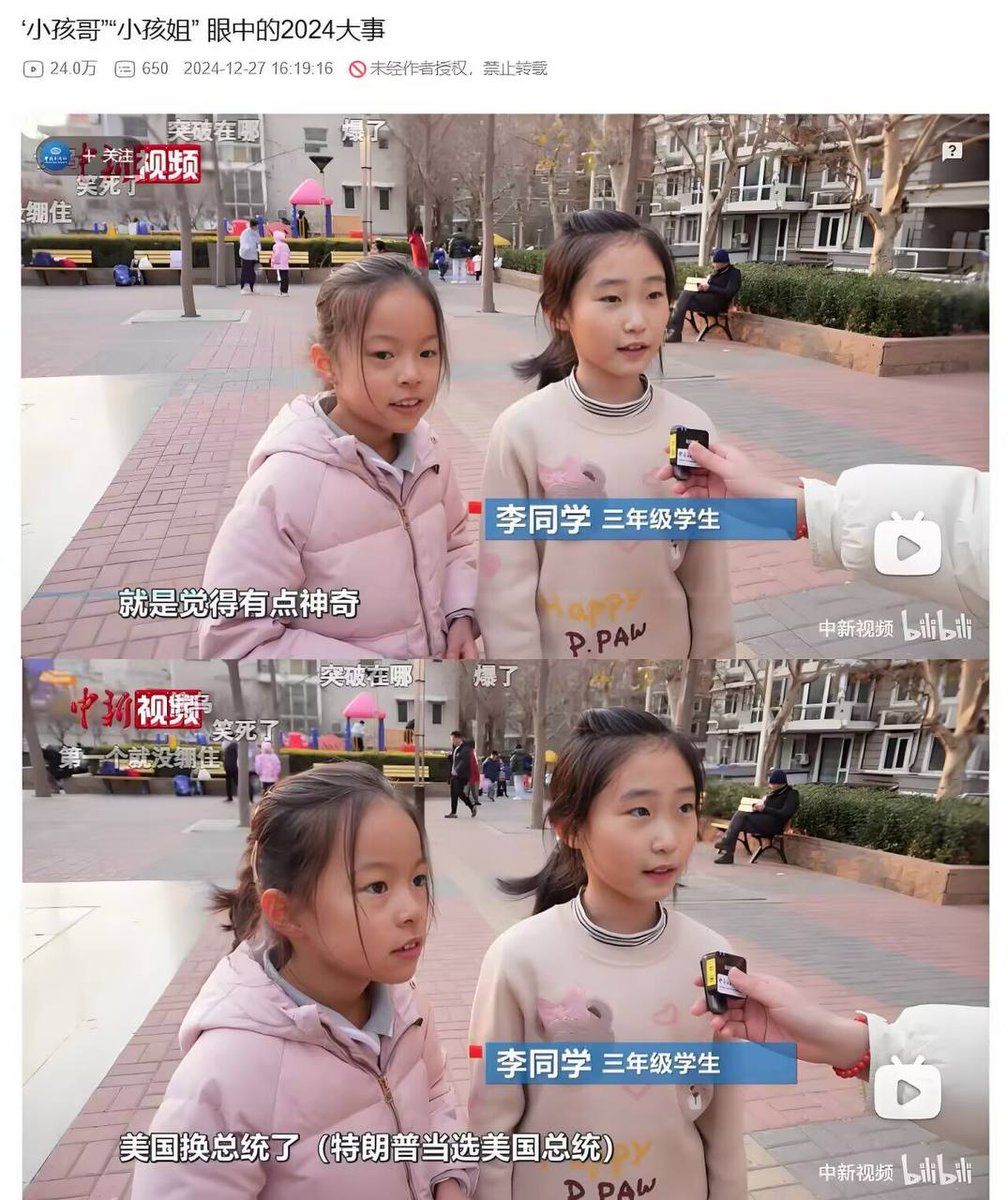 ‘小孩哥”“小孩姐” 眼中的2024大事
24.0万 650 2024-12-27 16:19:16 未经作者授权，禁止转载
突破在哪 爆了
+ 关注 视频
笑死了
绷住
?
李同学 三年级学生
就是觉得有点神奇
Happy
P.PAW
中新视频 bilibili
突破在哪 爆了
中新视频
笑死了
第一个就没绷住
李同学 三年级学生
美国换总统了（特朗普当选美国总统）
P.PAW
中新视频 bilibili